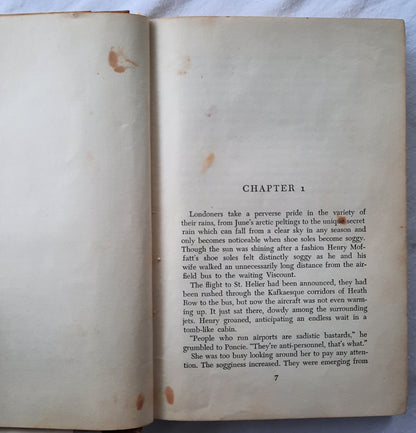 CHAPTER 1
Londoners take a perverse pride in the variety of
their rains, from June's arctic peltings to the unique secret
rain which can fall from a clear sky in any season and
only becomes noticeable when shoe soles become soggy.
Though the sun was shining after a fashion Henry Mof-
fatt's shoe soles felt distinctly soggy as he and his
wife walked an unnecessarily long distance from the air-
field bus to the waiting Viscount.
The flight to St. Helier had been announced, they had
been rushed through the Kafkaesque corridors of Heath
Row to the bus, but now the aircraft was not even warm-
ing up. It just sat there, dowdy among the surrounding
jets. Henry groaned, anticipating an endless wait in a
tomb-like cabin.
"People who run airports are sadistic bastards," he
grumbled to Poncie. "They're anti-personnel, that's what."
She was too busy looking around her to pay any atten-
tion. The sogginess increased. They were emerging from
7